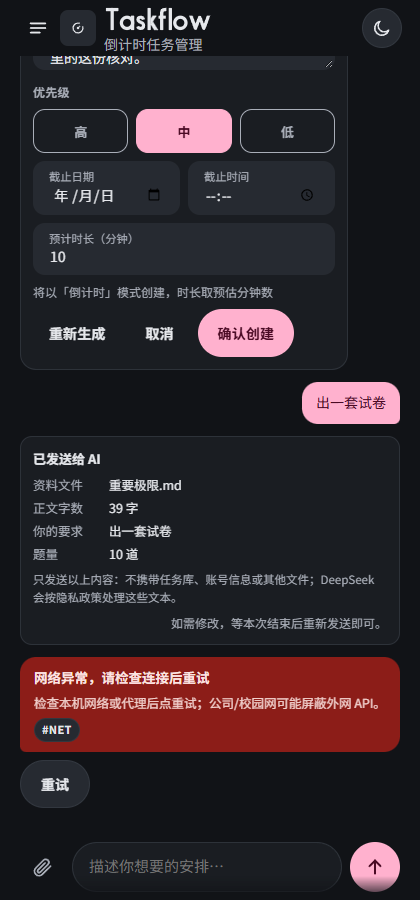 Taskflow
倒计时任务管理
里的这份核对。
优先级
高
中
低
截止日期
年 /月/日
截止时间
--:--
预计时长（分钟）
10
将以「倒计时」模式创建，时长取预估分钟数
重新生成
取消
确认创建
出一套试卷
已发送给 AI
资料文件 重要极限.md
正文字数 39 字
你的要求 出一套试卷
题量 10 道
只发送以上内容：不携带任务库、账号信息或其他文件；DeepSeek
会按隐私政策处理这些文本。
如需修改，等本次结束后重新发送即可。
网络异常，请检查连接后重试
检查本机网络或代理后点重试；公司/校园网可能屏蔽外网 API。
#NET
重试
描述你想要的安排…